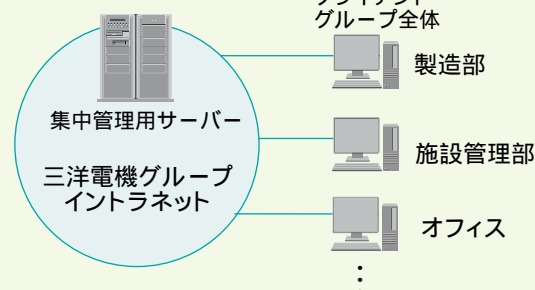 グループ全体
製造部
集中管理用サーバー
施設管理部
三洋電機グループ
イントラネット
オフィス